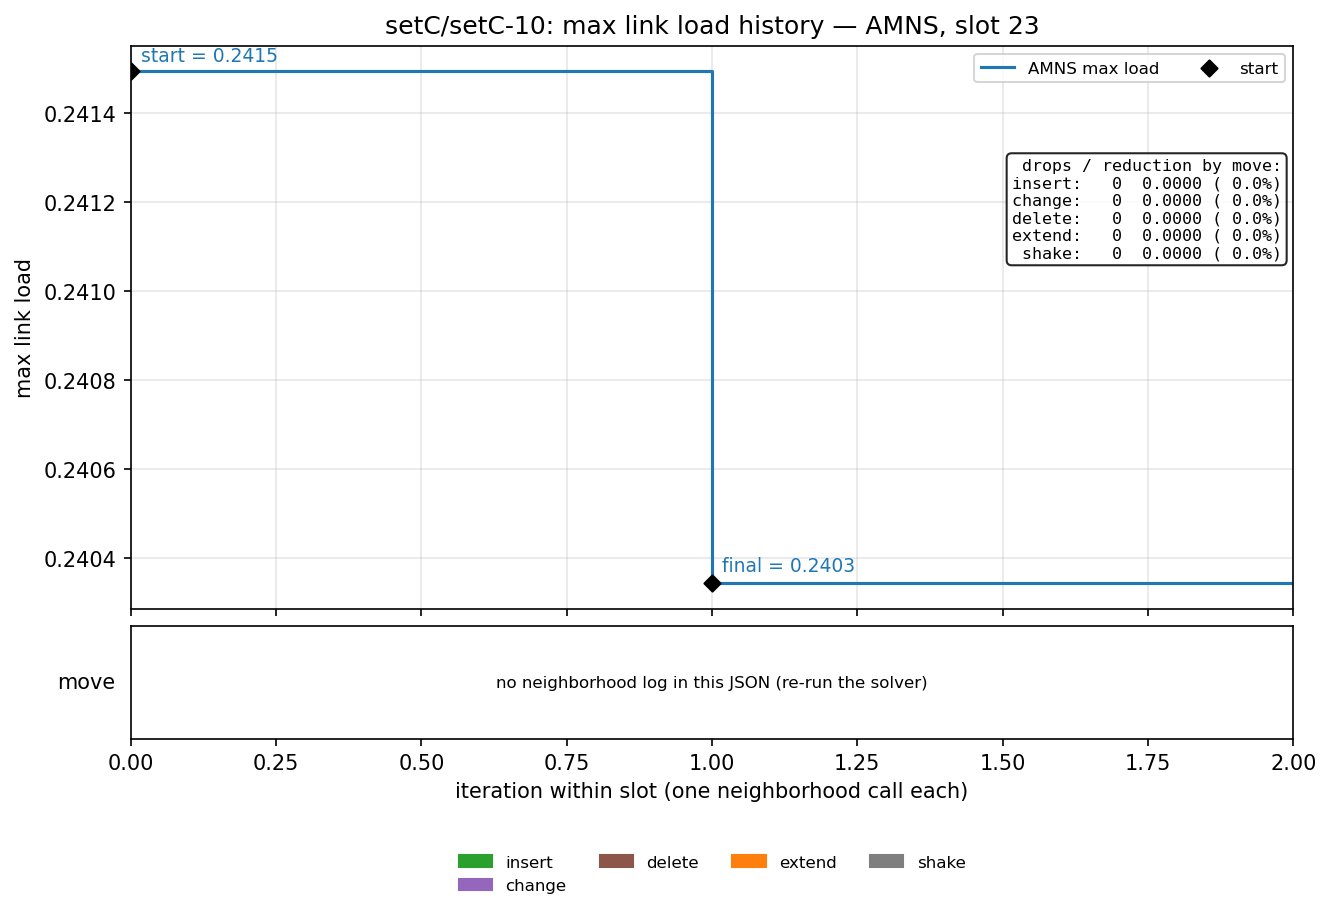 setC/setC-10: max link load history — AMNS, slot 23
start = 0.2415
AMNS max load
start
0.2414
0.2412
0.2410
0.2408
0.2406
0.2404
max link load
drops / reduction by move:
insert:   0  0.0000 ( 0.0%)
change:   0  0.0000 ( 0.0%)
delete:   0  0.0000 ( 0.0%)
extend:   0  0.0000 ( 0.0%)
shake:   0  0.0000 ( 0.0%)
final = 0.2403
move
no neighborhood log in this JSON (re-run the solver)
0.00 0.25 0.50 0.75 1.00 1.25 1.50 1.75 2.00
iteration within slot (one neighborhood call each)
insert delete extend shake
change